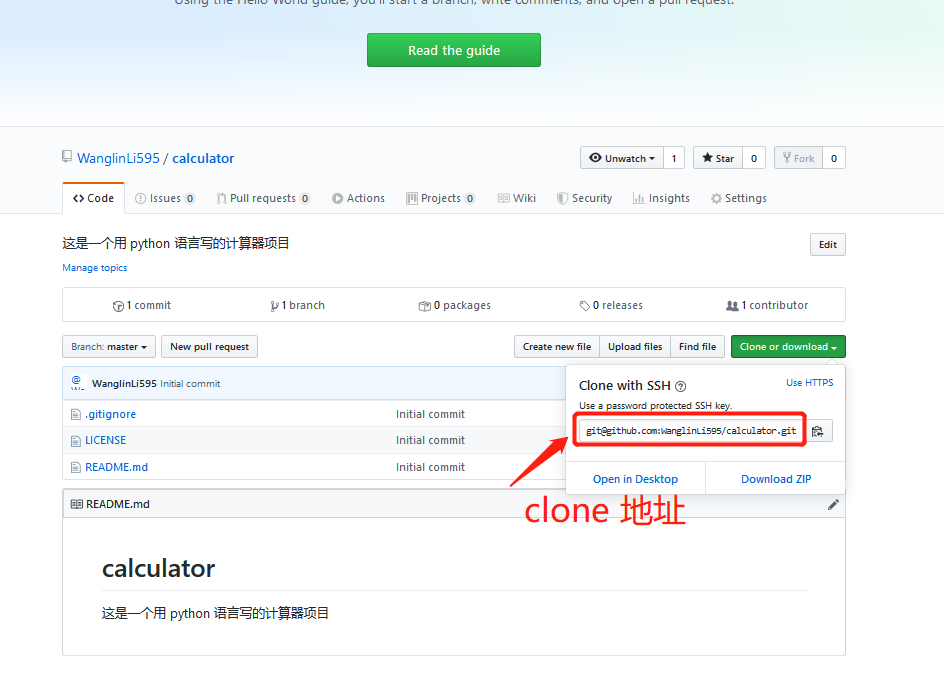 Using the Hello World guide, you'll start a branch, write comments, and open a pull request.
Read the guide
WanglinLi595 / calculator
Unwatch 1 Star 0 Fork 0
Code Issues 0 Pull requests 0 Actions Projects 0 Wiki Security Insights Settings
这是一个用 python 语言写的计算器项目
Edit
Manage topics
1 commit 1 branch 0 packages 0 releases 1 contributor
Branch: master New pull request Create new file Upload files Find file Clone or download
WanglinLi595 Initial commit
.gitignore Initial commit
LICENSE Initial commit
README.md Initial commit
Clone with SSH Use HTTPS
Use a password protected SSH key.
git@github.com:WanglinLi595/calculator.git
Open in Desktop Download ZIP
clone 地址
README.md
calculator
这是一个用 python 语言写的计算器项目